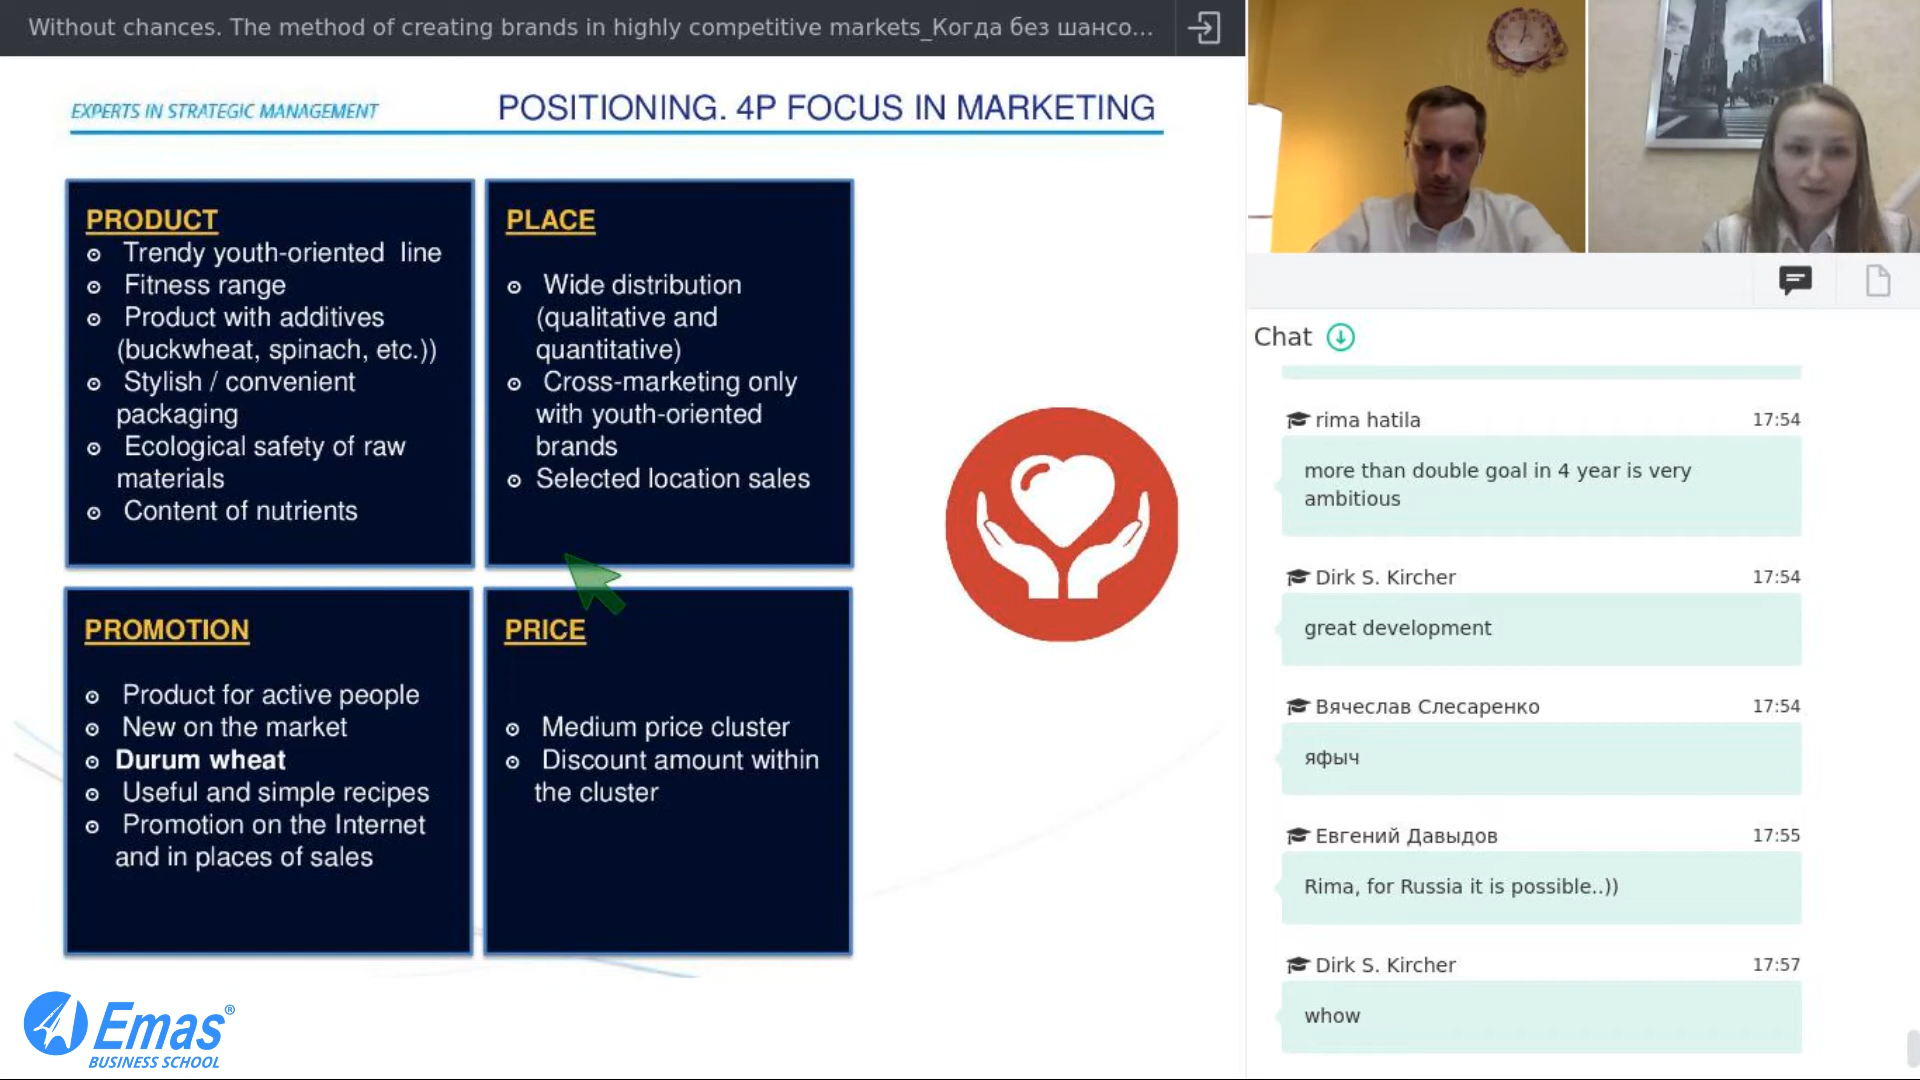 Without chances. The method of creating brands in highly competitive markets_Когда без шансо...
EXPERTS IN STRATEGIC MANAGEMENT
POSITIONING. 4P FOCUS IN MARKETING
PRODUCT
Trendy youth-oriented line
Fitness range
Product with additives
(buckwheat, spinach, etc.))
Stylish / convenient
packaging
Ecological safety of raw
materials
Content of nutrients
PLACE
Wide distribution
(qualitative and
quantitative)
Cross-marketing only
with youth-oriented
brands
Selected location sales
PROMOTION
Product for active people
New on the market
Durum wheat
Useful and simple recipes
Promotion on the Internet
and in places of sales
PRICE
Medium price cluster
Discount amount within
the cluster
Emas®
BUSINESS SCHOOL
Chat
rima hatila 17:54
more than double goal in 4 year is very
ambitious
Dirk S. Kircher 17:54
great development
Вячеслав Слесаренко 17:54
яфыч
Евгений Давыдов 17:55
Rima, for Russia it is possible..))
Dirk S. Kircher 17:57
whow